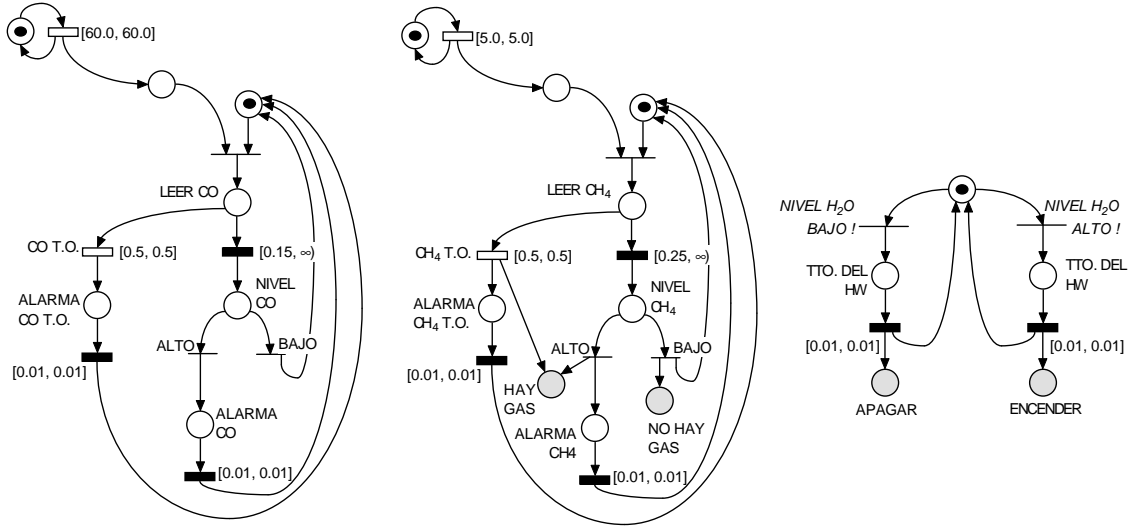 [60.0, 60.0]
LEER CO
CO T.O.
[0.5, 0.5]
[0.15, ∞)
ALARMA
CO T.O.
NIVEL
CO
ALTO
BAJO
[0.01, 0.01]
ALARMA
CO
[0.01, 0.01]
[5.0, 5.0]
LEER CH4
CH4 T.O.
[0.5, 0.5]
[0.25, ∞)
ALARMA
CH4 T.O.
NIVEL
CH4
ALTO
BAJO
[0.01, 0.01]
HAY
GAS
NO HAY
GAS
ALARMA
CH4
[0.01, 0.01]
NIVEL H2O
BAJO !
NIVEL H2O
ALTO !
TTO. DEL
HW
TTO. DEL
HW
[0.01, 0.01]
[0.01, 0.01]
APAGAR
ENCENDER